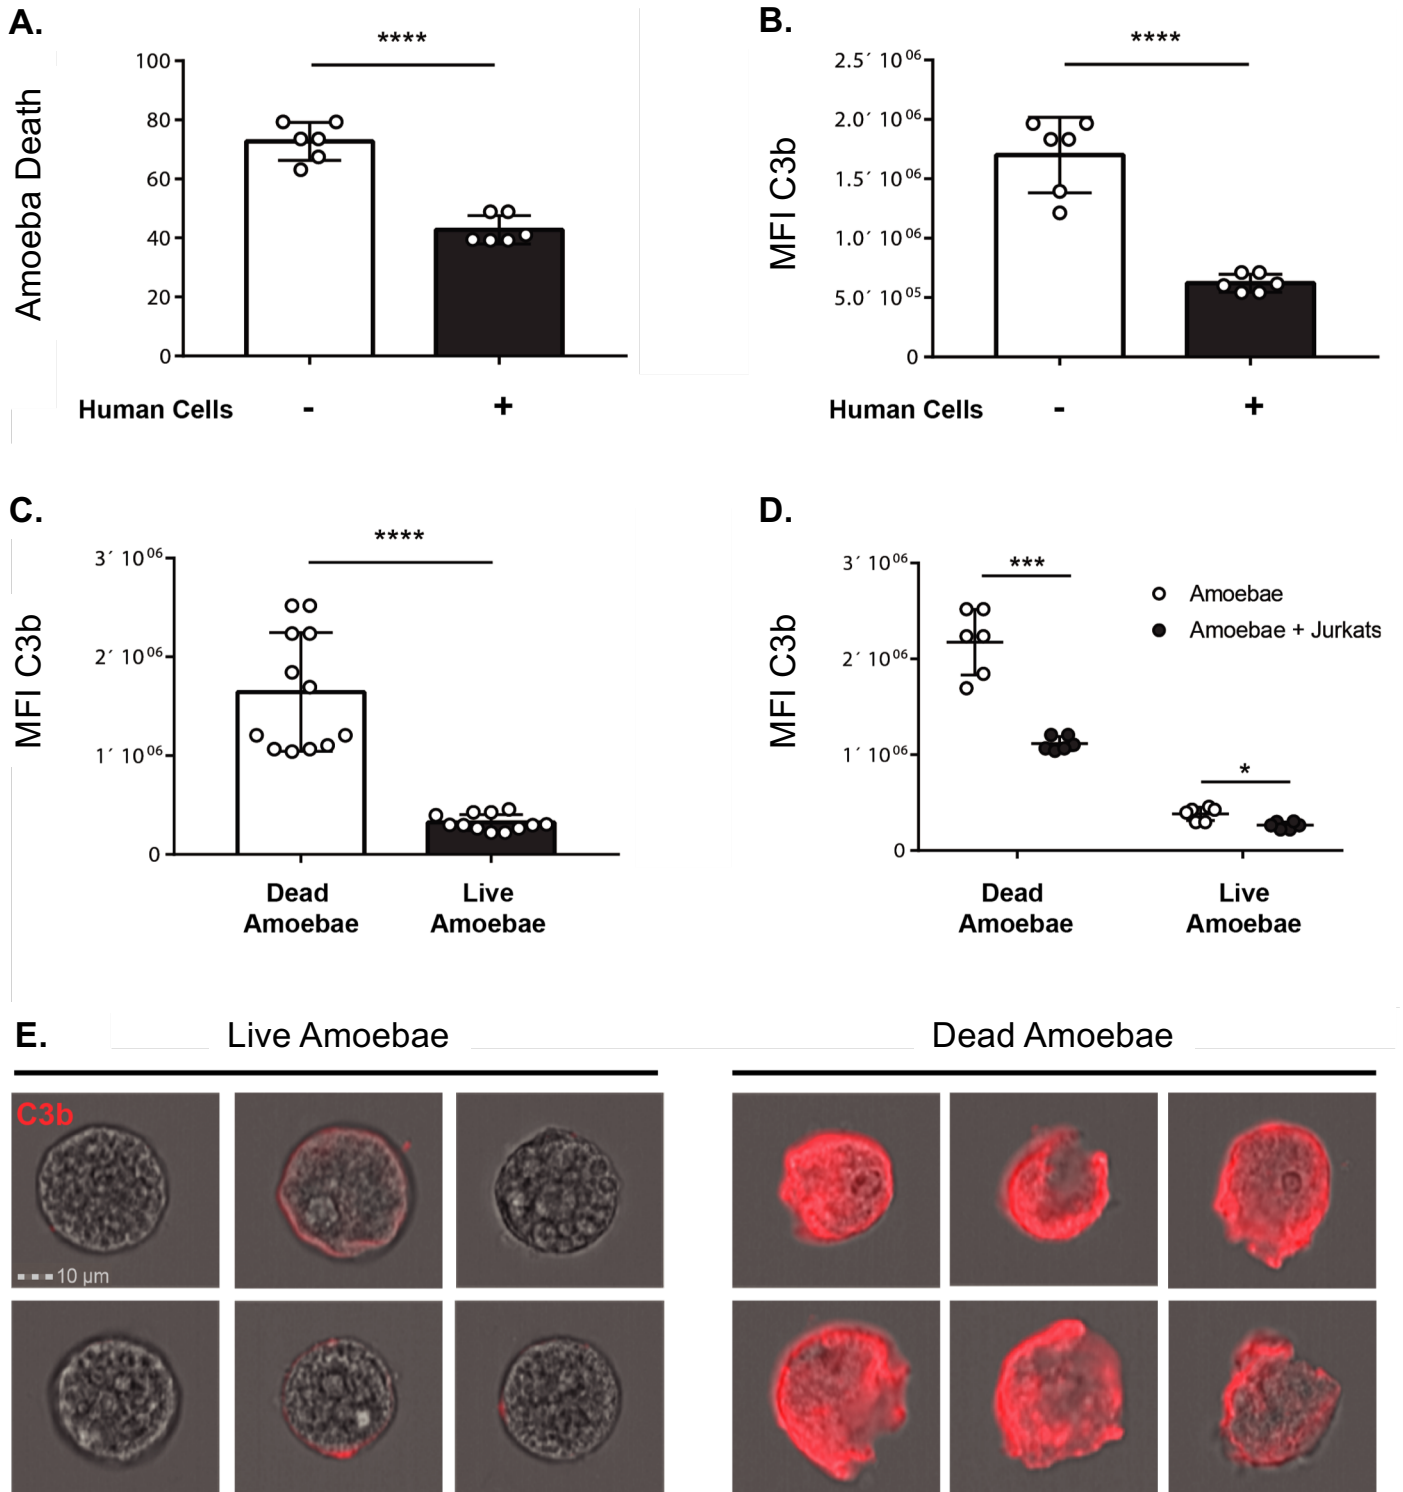 A.
****
Amoeba Death
100
80
60
40
20
0
Human Cells - +
B.
****
MFI C3b
2.5´ 10⁰⁶
2.0´ 10⁰⁶
1.5´ 10⁰⁶
1.0´ 10⁰⁶
5.0´ 10⁰⁵
0
Human Cells - +
C.
****
MFI C3b
3´ 10⁰⁶
2´ 10⁰⁶
1´ 10⁰⁶
0
Dead
Amoebae
Live
Amoebae
D.
***
*
MFI C3b
3´ 10⁰⁶
2´ 10⁰⁶
1´ 10⁰⁶
0
Amoebae
Amoebae + Jurkats
Dead
Amoebae
Live
Amoebae
E.
Live Amoebae
Dead Amoebae
C3b
10 µm